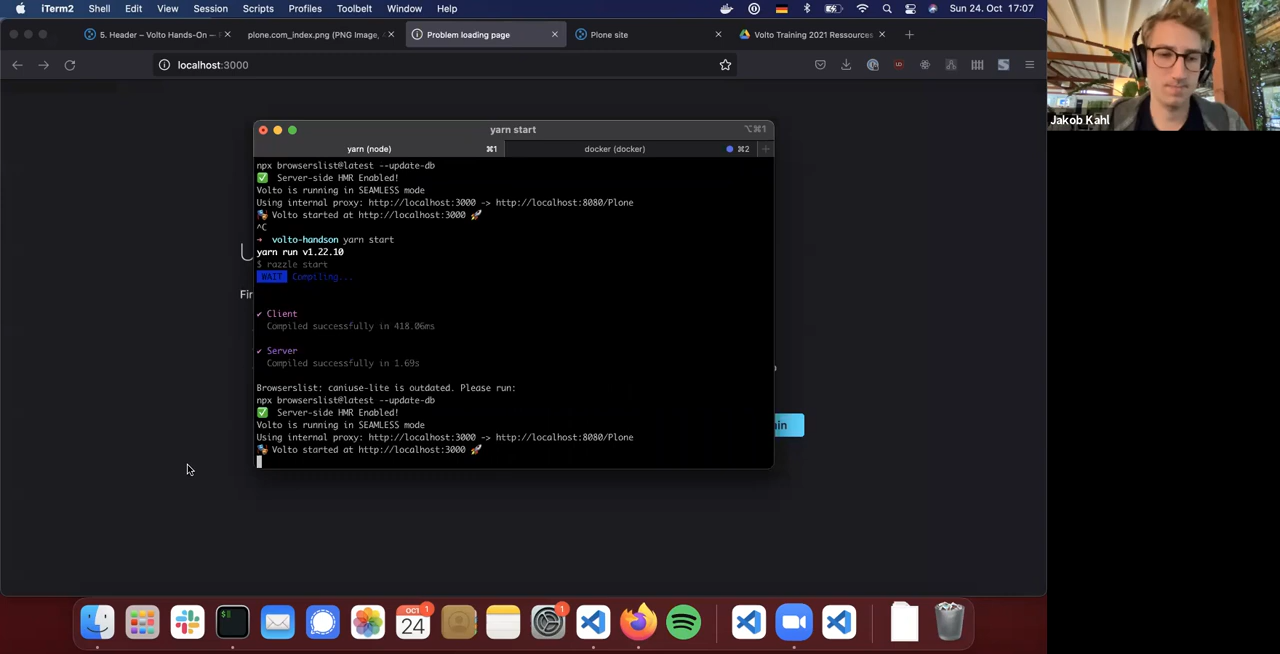 iTerm2 Shell Edit View Session Scripts Profiles Toolbelt Window Help
Sun 24. Oct 17:07
5. Header – Volto Hands-On —
plone.com_index.png (PNG Image,
Problem loading page
Plone site
Volto Training 2021 Ressources
localhost:3000
Jakob Kahl
yarn start
⌥⌘1
yarn (node) ⌘1
docker (docker) ⌘2
npx browserslist@latest --update-db
✅ Server-side HMR Enabled!
Volto is running in SEAMLESS mode
Using internal proxy: http://localhost:3000 -> http://localhost:8080/Plone
🎭 Volto started at http://localhost:3000 🚀
^C
➜ volto-handson yarn start
yarn run v1.22.10
$ razzle start
WAIT Compiling...
✔ Client
Compiled successfully in 418.06ms
✔ Server
Compiled successfully in 1.69s
Browserslist: caniuse-lite is outdated. Please run:
npx browserslist@latest --update-db
✅ Server-side HMR Enabled!
Volto is running in SEAMLESS mode
Using internal proxy: http://localhost:3000 -> http://localhost:8080/Plone
🎭 Volto started at http://localhost:3000 🚀
U
Fir
ain
OCT 1
24
1